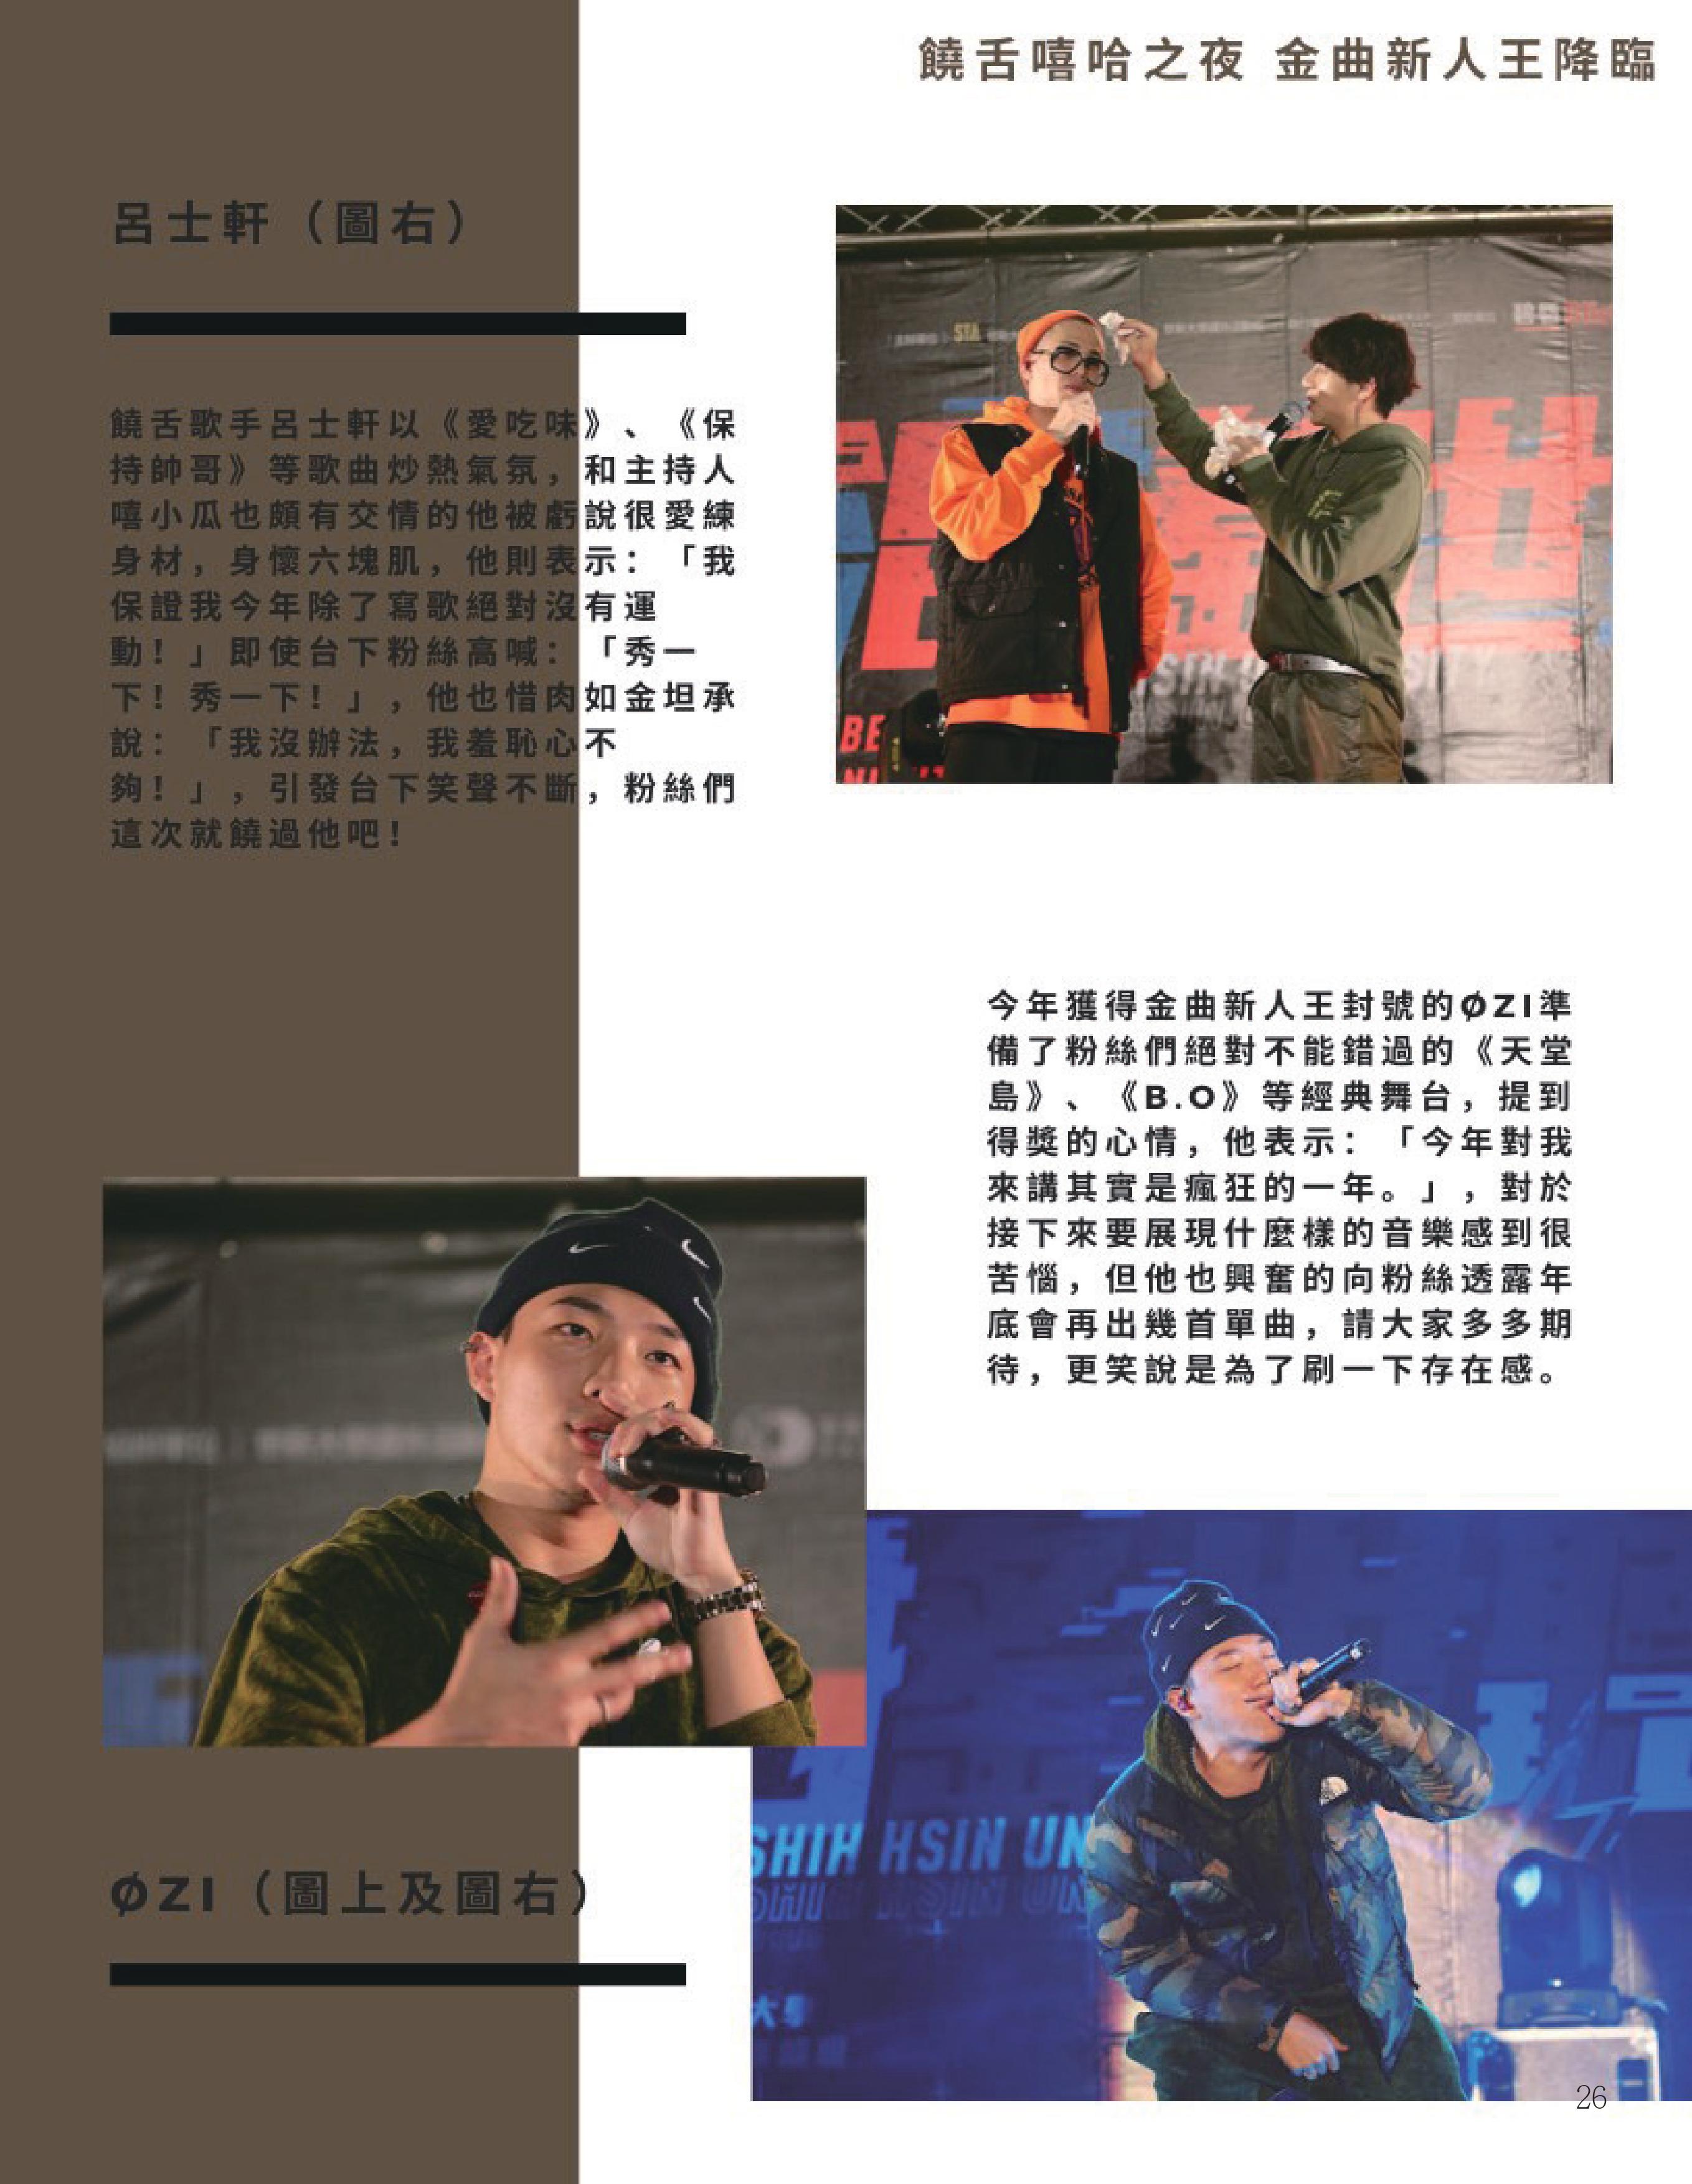 饒舌嘻哈之夜 金曲新人王降臨
呂士軒（圖右）
饒舌歌手呂士軒以《愛吃味》、《保
持帥哥》等歌曲炒熱氣氛，和主持人
嘻小瓜也頗有交情的他被虧說很愛練
身材，身懷六塊肌，他則表示：「我
保證我今年除了寫歌絕對沒有運
動！」即使台下粉絲高喊：「秀一
下！秀一下！」，他也惜肉如金坦承
說：「我沒辦法，我羞恥心不
夠！」，引發台下笑聲不斷，粉絲們
這次就饒過他吧！
STA
BE
今年獲得金曲新人王封號的ØZI準
備了粉絲們絕對不能錯過的《天堂
島》、《B.O》等經典舞台，提到
得獎的心情，他表示：「今年對我
來講其實是瘋狂的一年。」，對於
接下來要展現什麼樣的音樂感到很
苦惱，但他也興奮的向粉絲透露年
底會再出幾首單曲，請大家多多期
待，更笑說是為了刷一下存在感。
SHIH HSIN UN
大學
ØZI（圖上及圖右）
26